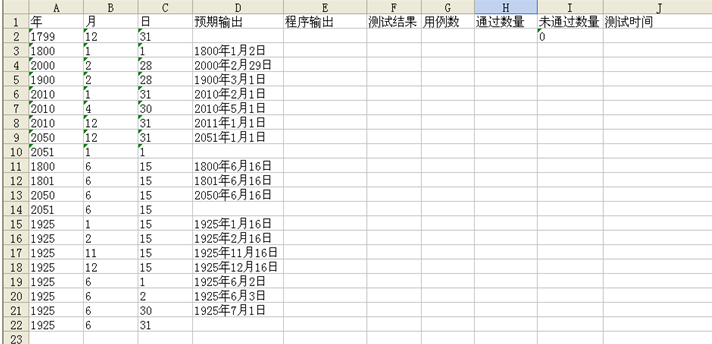 A B C D E F G H I J
1 年 月 日 预期输出 程序输出 测试结果 用例数 通过数量 未通过数量 测试时间
2 1799 12 31 0
3 1800 1 1 1800年1月2日
4 2000 2 28 2000年2月29日
5 1900 2 28 1900年3月1日
6 2010 1 31 2010年2月1日
7 2010 4 30 2010年5月1日
8 2010 12 31 2011年1月1日
9 2050 12 31 2051年1月1日
10 2051 1 1
11 1800 6 15 1800年6月16日
12 1801 6 15 1801年6月16日
13 2050 6 15 2050年6月16日
14 2051 6 15
15 1925 1 15 1925年1月16日
16 1925 2 15 1925年2月16日
17 1925 11 15 1925年11月16日
18 1925 12 15 1925年12月16日
19 1925 6 1 1925年6月2日
20 1925 6 2 1925年6月3日
21 1925 6 30 1925年7月1日
22 1925 6 31
23